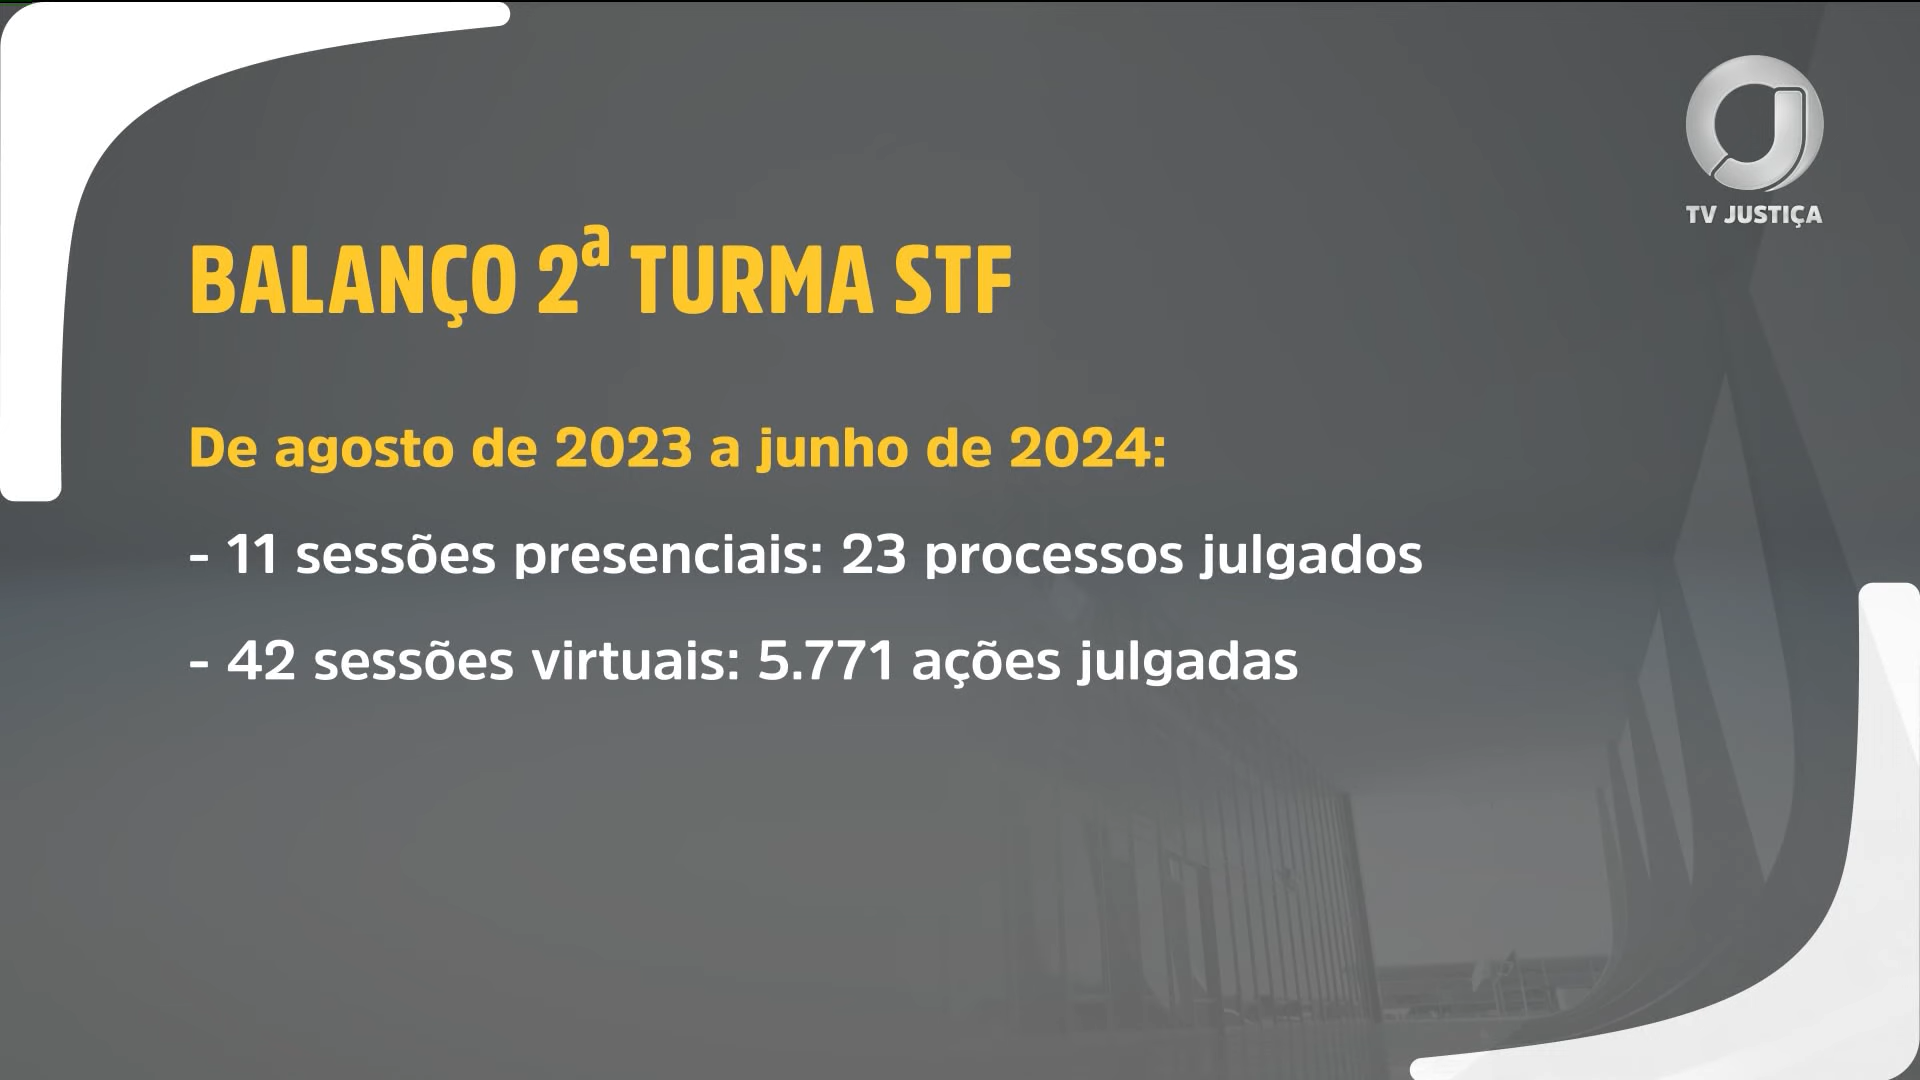 TV JUSTIÇA
BALANÇO 2ª TURMA STF
De agosto de 2023 a junho de 2024:
- 11 sessões presenciais: 23 processos julgados
- 42 sessões virtuais: 5.771 ações julgadas